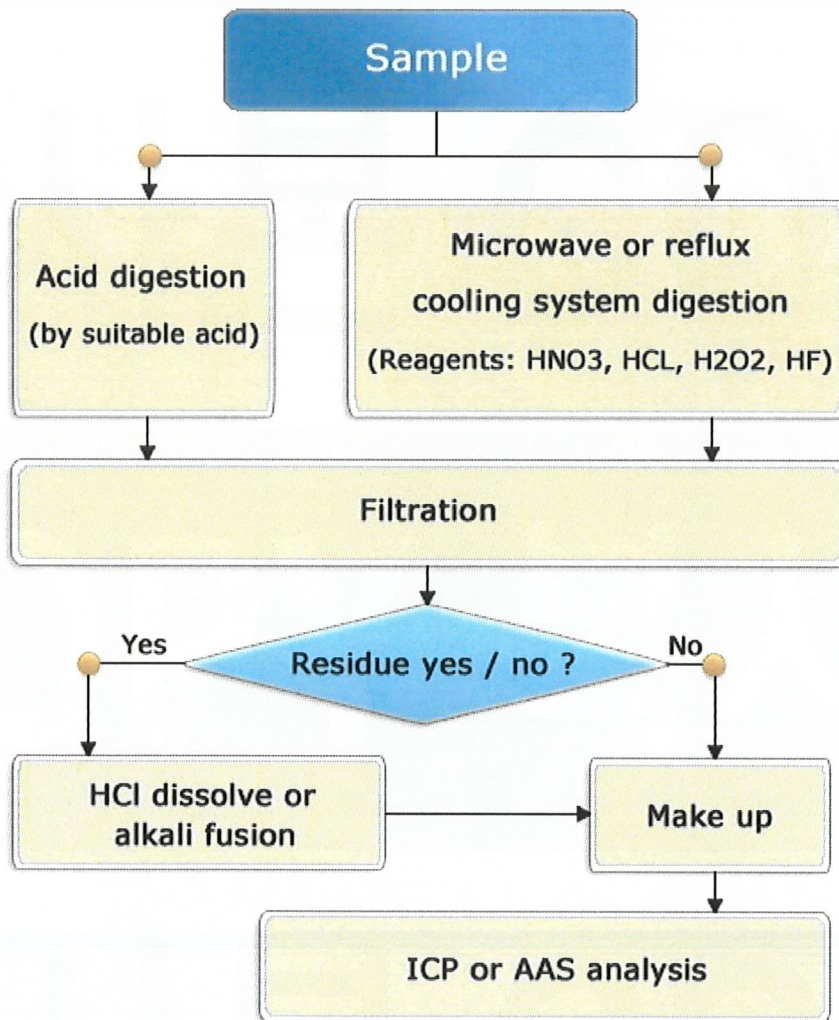 Sample
Acid digestion
(by suitable acid)
Microwave or reflux
cooling system digestion
(Reagents: HNO3, HCL, H2O2, HF)
Filtration
Yes
Residue yes / no ?
No
HCl dissolve or
alkali fusion
Make up
ICP or AAS analysis